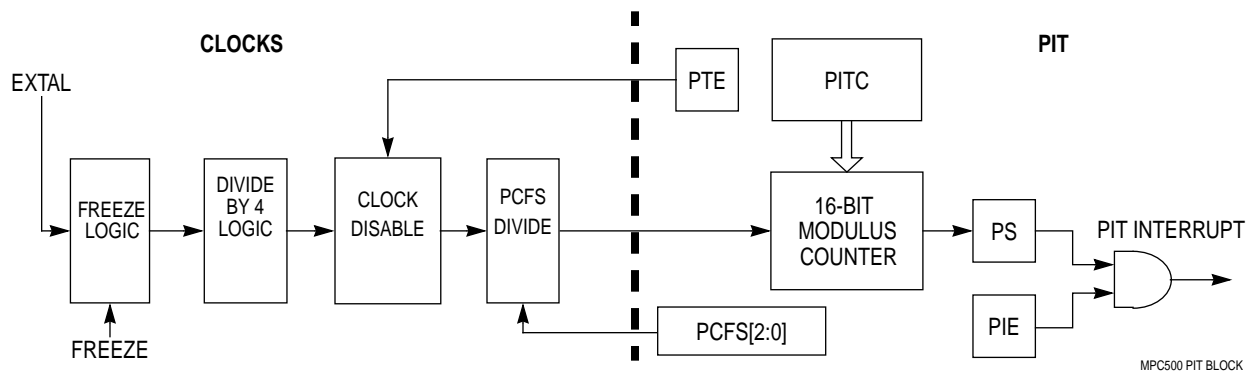 CLOCKS
PIT
EXTAL
PTE
PITC
FREEZE
LOGIC
DIVIDE
BY 4
LOGIC
CLOCK
DISABLE
PCFS
DIVIDE
16-BIT
MODULUS
COUNTER
PS
PIT INTERRUPT
PIE
PCFS[2:0]
FREEZE
MPC500 PIT BLOCK